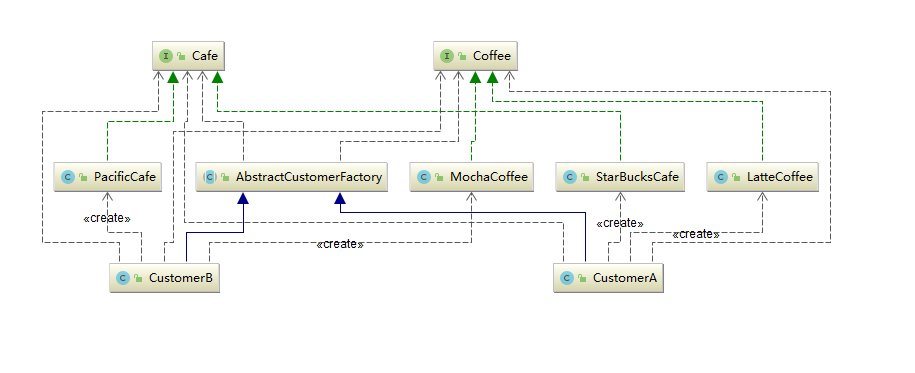 I Cafe
I Coffee
C PacificCafe
C AbstractCustomerFactory
C MochaCoffee
C StarBucksCafe
C LatteCoffee
«create»
«create»
«create»
«create»
C CustomerB
C CustomerA